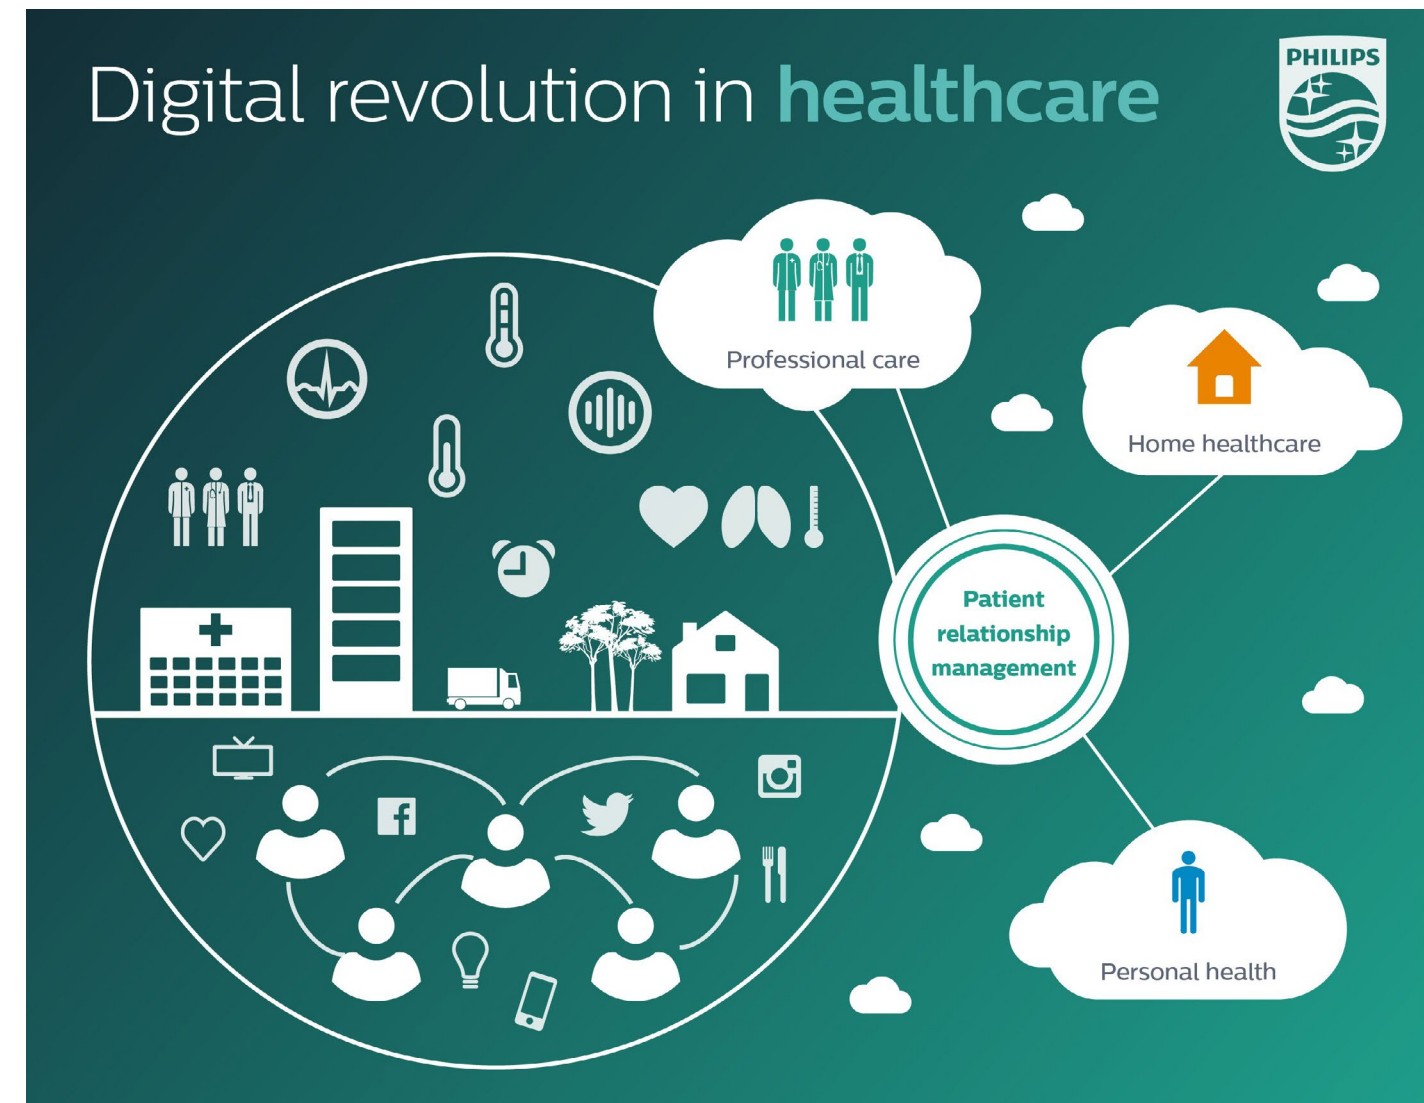 Digital revolution in healthcare
PHILIPS
Professional care
Home healthcare
Patient
relationship
management
Personal health